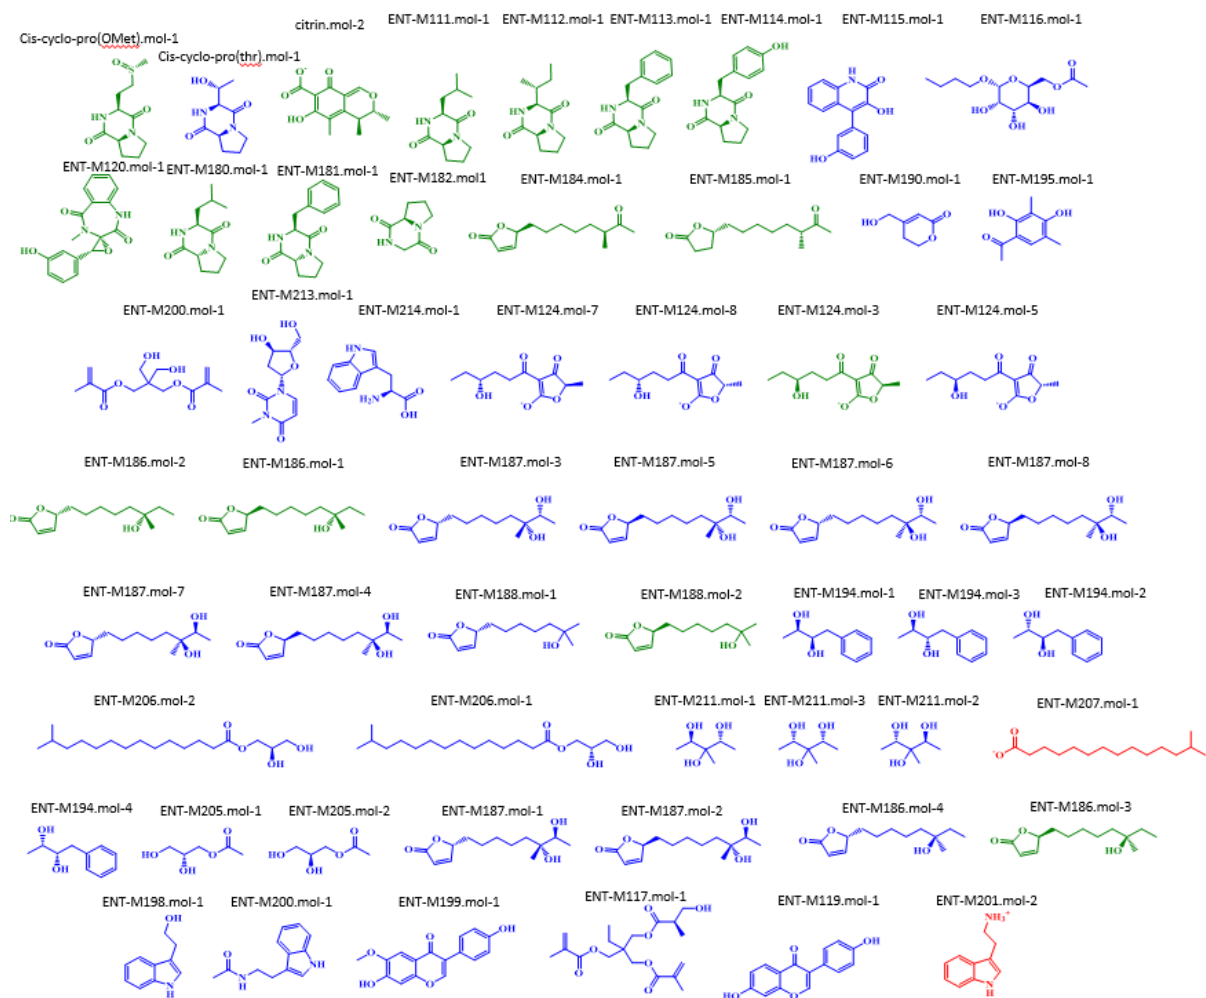 Cis-cyclo-pro(OMet).mol-1
Cis-cyclo-pro(thr).mol-1
citrin.mol-2
ENT-M111.mol-1
ENT-M112.mol-1
ENT-M113.mol-1
ENT-M114.mol-1
ENT-M115.mol-1
ENT-M116.mol-1
ENT-M120.mol-1
ENT-M180.mol-1
ENT-M181.mol-1
ENT-M182.mol1
ENT-M184.mol-1
ENT-M185.mol-1
ENT-M190.mol-1
ENT-M195.mol-1
ENT-M200.mol-1
ENT-M213.mol-1
ENT-M214.mol-1
ENT-M124.mol-7
ENT-M124.mol-8
ENT-M124.mol-3
ENT-M124.mol-5
ENT-M186.mol-2
ENT-M186.mol-1
ENT-M187.mol-3
ENT-M187.mol-5
ENT-M187.mol-6
ENT-M187.mol-8
ENT-M187.mol-7
ENT-M187.mol-4
ENT-M188.mol-1
ENT-M188.mol-2
ENT-M194.mol-1
ENT-M194.mol-3
ENT-M194.mol-2
ENT-M206.mol-2
ENT-M206.mol-1
ENT-M211.mol-1
ENT-M211.mol-3
ENT-M211.mol-2
ENT-M207.mol-1
ENT-M194.mol-4
ENT-M205.mol-1
ENT-M205.mol-2
ENT-M187.mol-1
ENT-M187.mol-2
ENT-M186.mol-4
ENT-M186.mol-3
ENT-M198.mol-1
ENT-M200.mol-1
ENT-M199.mol-1
ENT-M117.mol-1
ENT-M119.mol-1
ENT-M201.mol-2